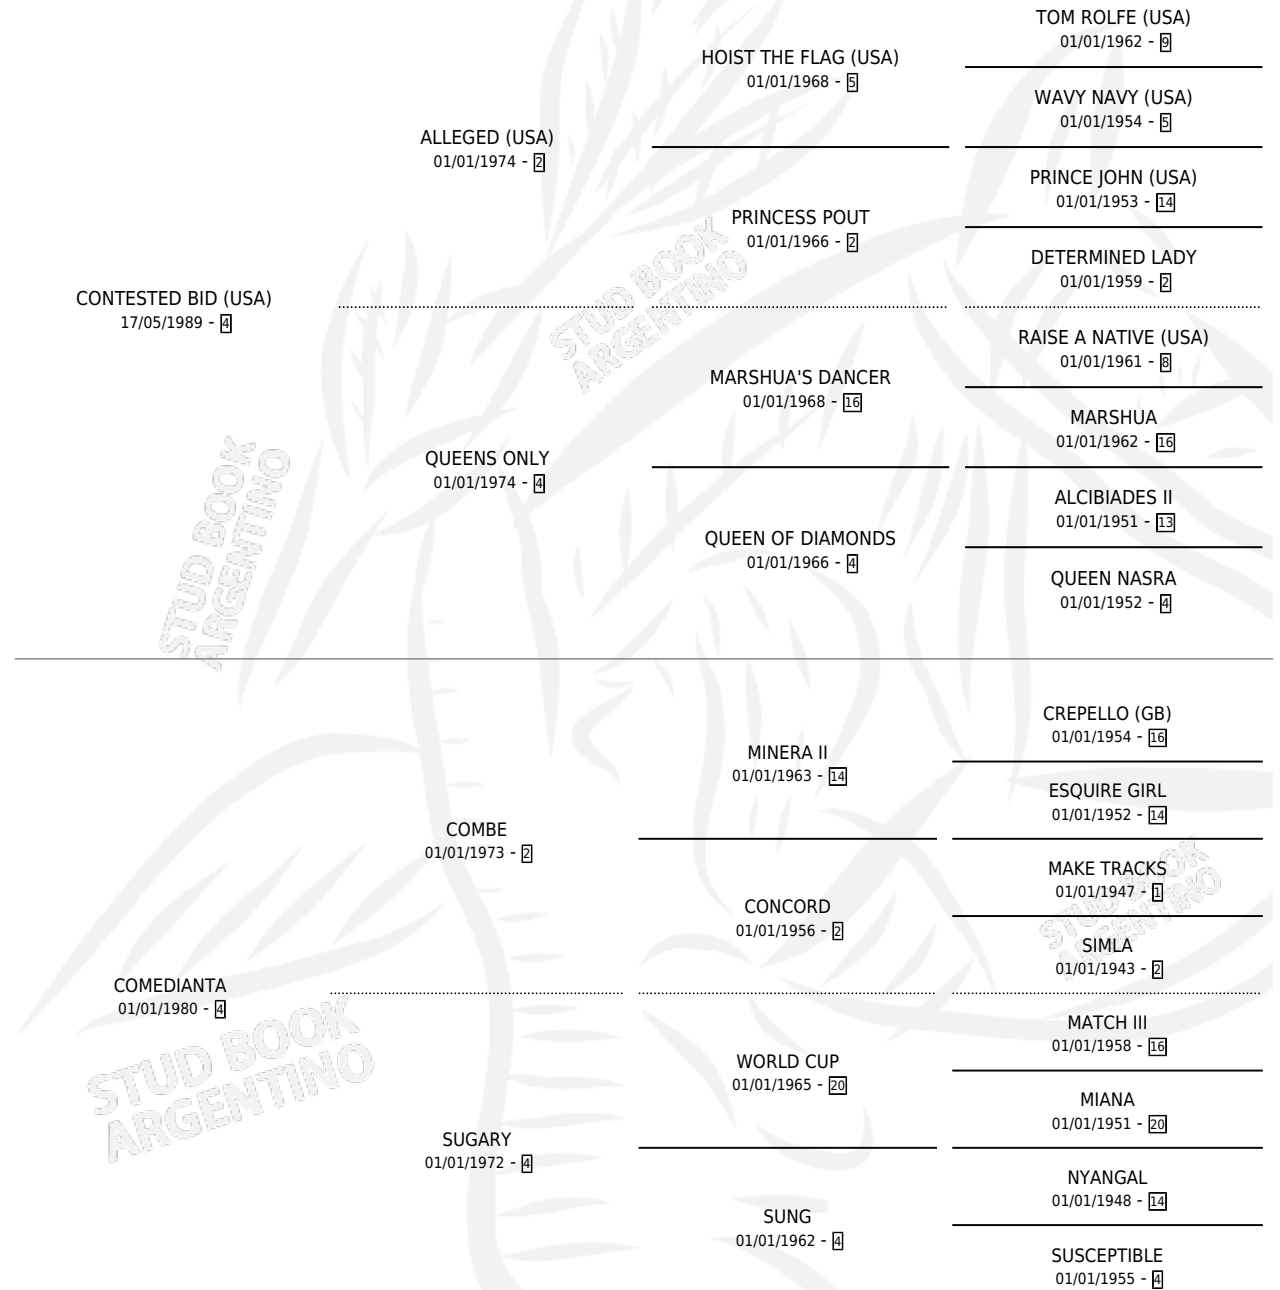 TOM ROLFE (USA)
01/01/1962 - 9
HOIST THE FLAG (USA)
01/01/1968 - 5
WAVY NAVY (USA)
01/01/1954 - 5
ALLEGED (USA)
01/01/1974 - 2
PRINCE JOHN (USA)
01/01/1953 - 14
PRINCESS POUT
01/01/1966 - 2
DETERMINED LADY
01/01/1959 - 2
CONTESTED BID (USA)
17/05/1989 - 4
STUD BOOK
ARGENTINO
RAISE A NATIVE (USA)
01/01/1961 - 8
MARSHUA'S DANCER
01/01/1968 - 16
MARSHUA
01/01/1962 - 16
QUEENS ONLY
01/01/1974 - 4
ALCIBIADES II
01/01/1951 - 13
QUEEN OF DIAMONDS
01/01/1966 - 4
QUEEN NASRA
01/01/1952 - 4
STUD BOOK
ARGENTINO
CREPELLO (GB)
01/01/1954 - 16
MINERA II
01/01/1963 - 14
ESQUIRE GIRL
01/01/1952 - 14
COMBE
01/01/1973 - 2
MAKE TRACKS
01/01/1947 - 1
CONCORD
01/01/1956 - 2
SIMLA
01/01/1943 - 2
STUD BOOK
ARGENTINO
COMEDIANTA
01/01/1980 - 4
MATCH III
01/01/1958 - 16
WORLD CUP
01/01/1965 - 20
MIANA
01/01/1951 - 20
STUD BOOK
ARGENTINO
SUGARY
01/01/1972 - 4
NYANGAL
01/01/1948 - 14
SUNG
01/01/1962 - 4
SUSCEPTIBLE
01/01/1955 - 4